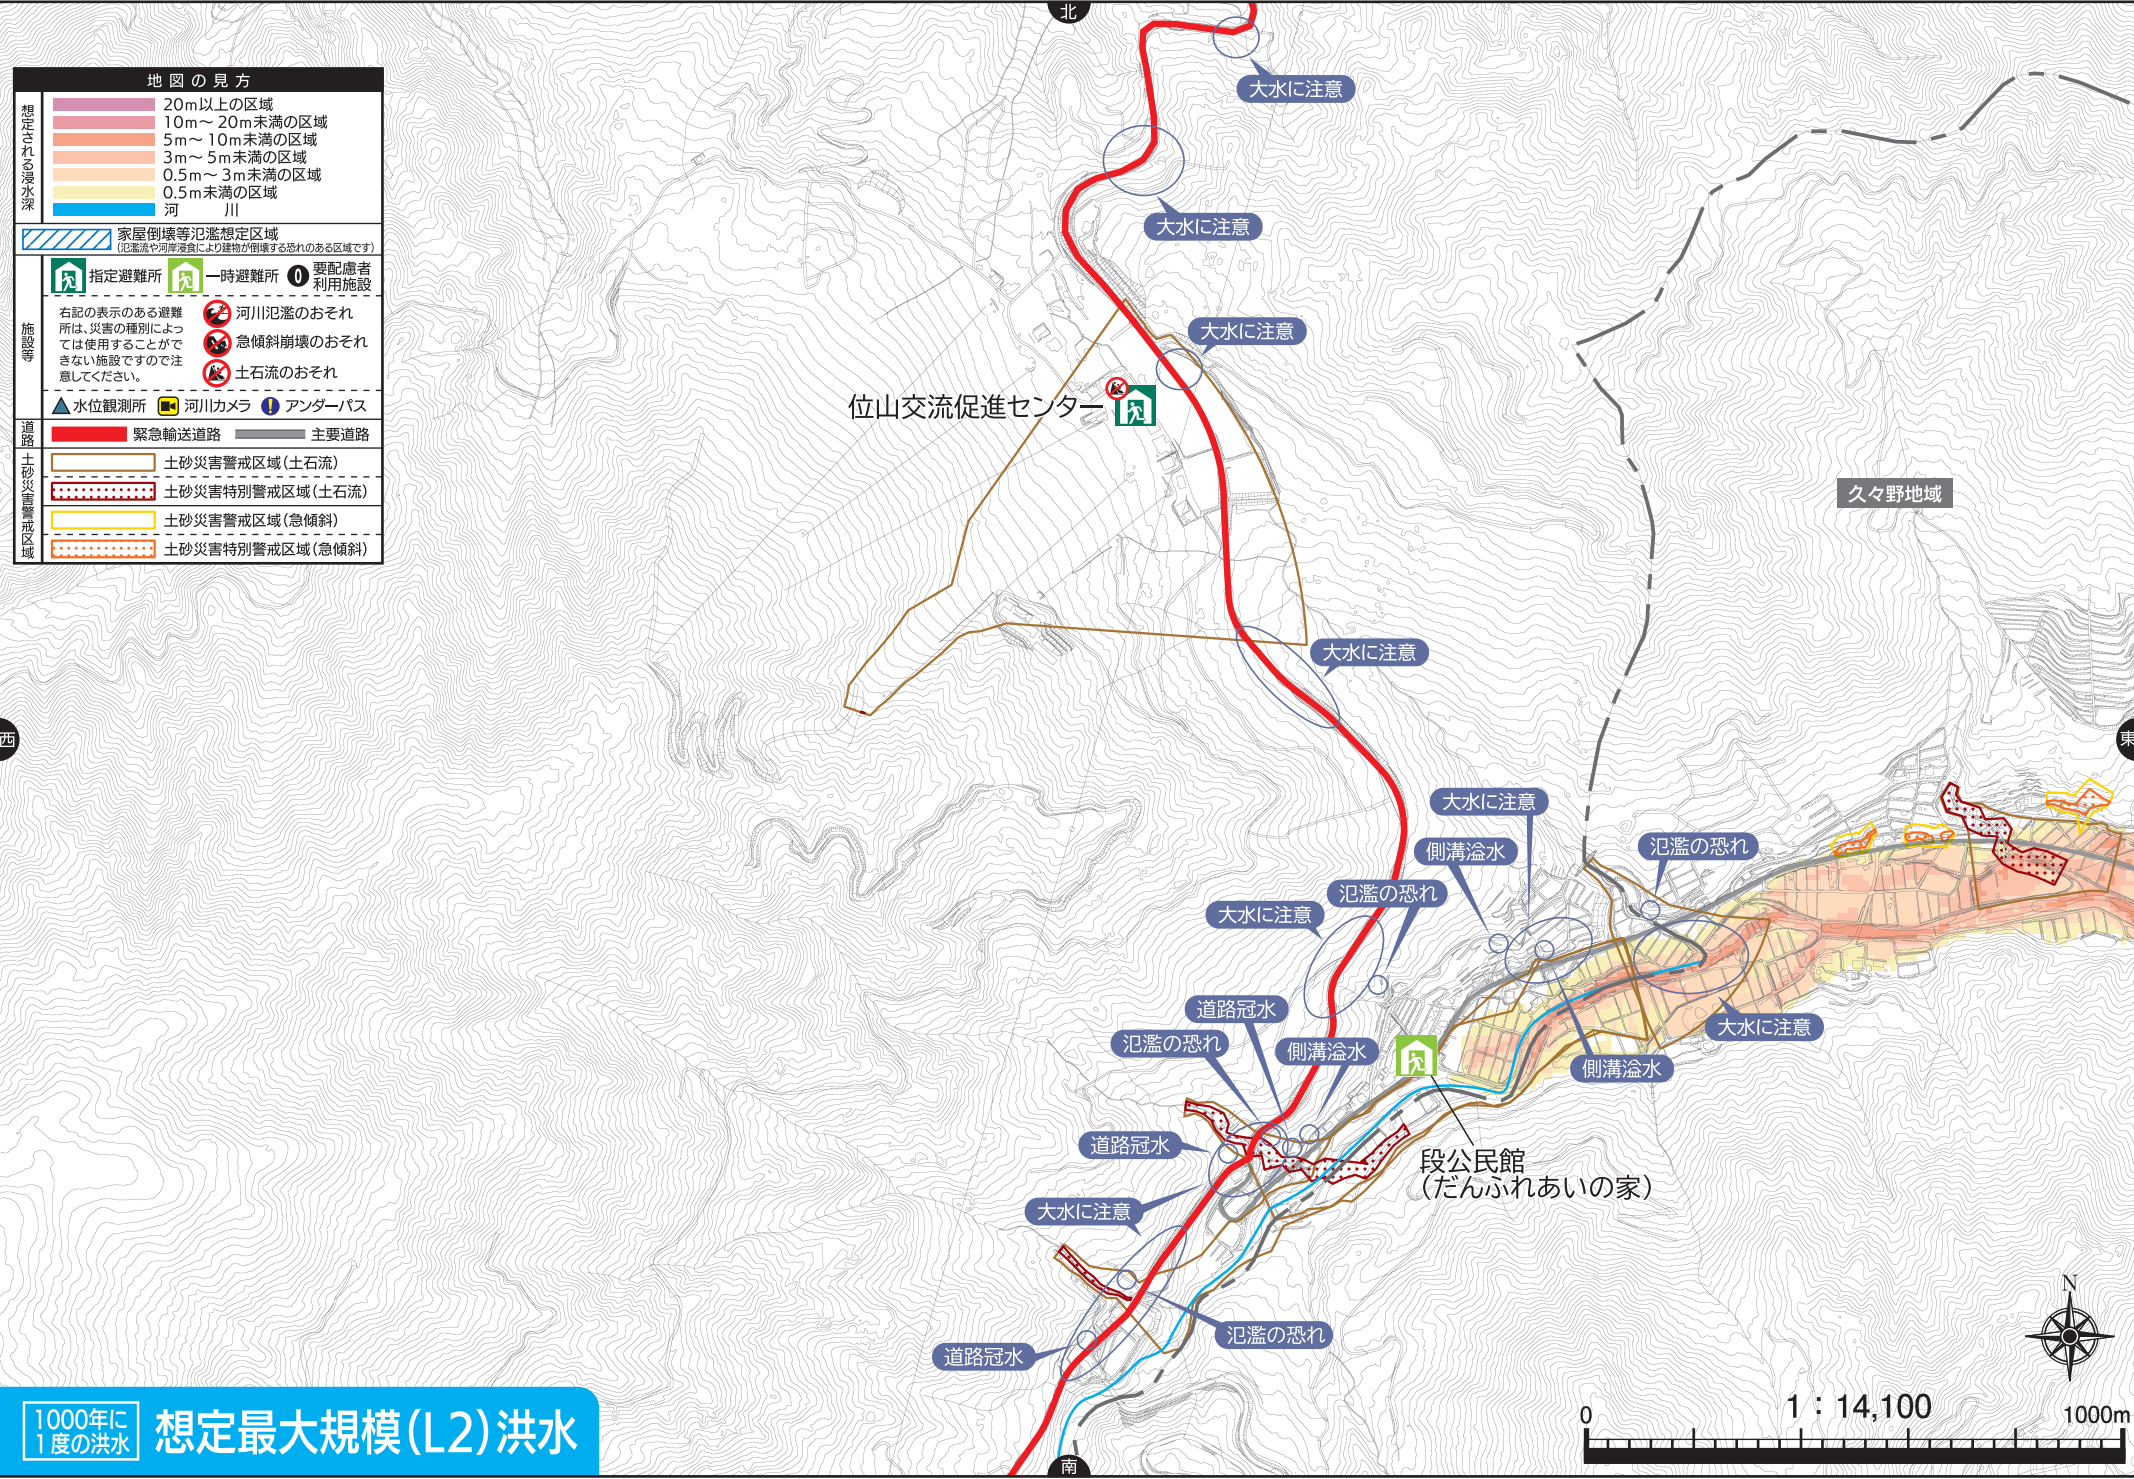 北
地図の見方
想定される浸水深
20m以上の区域
10m～20m未満の区域
5m～10m未満の区域
3m～5m未満の区域
0.5m～3m未満の区域
0.5m未満の区域
河川
家屋倒壊等氾濫想定区域
(氾濫流や河岸浸食により建物が倒壊する恐れのある区域です)
施設等
指定避難所
一時避難所
要配慮者
利用施設
右記の表示のある避難
所は、災害の種別によっ
ては使用することがで
きない施設ですので注
意してください。
河川氾濫のおそれ
急傾斜崩壊のおそれ
土石流のおそれ
水位観測所
河川カメラ
アンダーパス
道路
緊急輸送道路
主要道路
土砂災害警戒区域
土砂災害警戒区域(土石流)
土砂災害特別警戒区域(土石流)
土砂災害警戒区域(急傾斜)
土砂災害特別警戒区域(急傾斜)
大水に注意
大水に注意
大水に注意
位山交流促進センター
久々野地域
大水に注意
西
東
大水に注意
側溝溢水
氾濫の恐れ
氾濫の恐れ
大水に注意
道路冠水
氾濫の恐れ
側溝溢水
大水に注意
側溝溢水
道路冠水
段公民館
(だんふれあいの家)
大水に注意
氾濫の恐れ
道路冠水
N
1：14,100
0
1000m
1000年に
1度の洪水
想定最大規模(L2)洪水
南